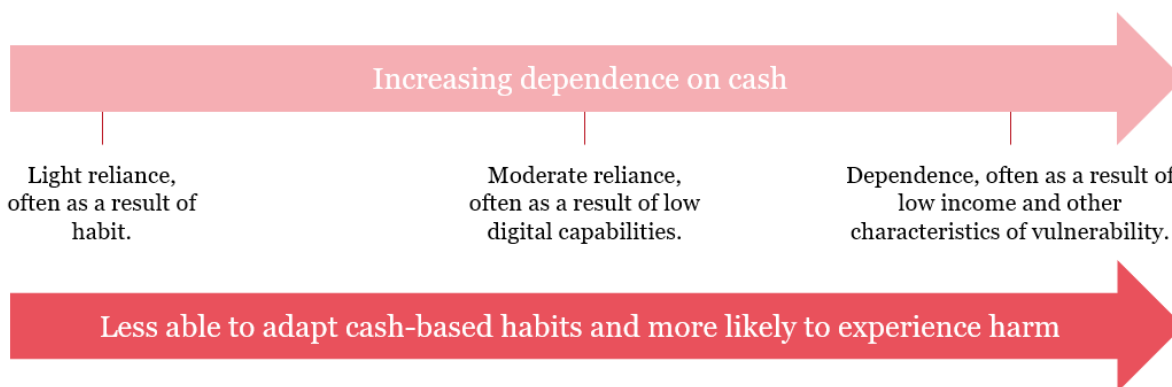 Increasing dependence on cash
Light reliance,
often as a result of
habit.
Moderate reliance,
often as a result of low
digital capabilities.
Dependence, often as a result of
low income and other
characteristics of vulnerability.
Less able to adapt cash-based habits and more likely to experience harm